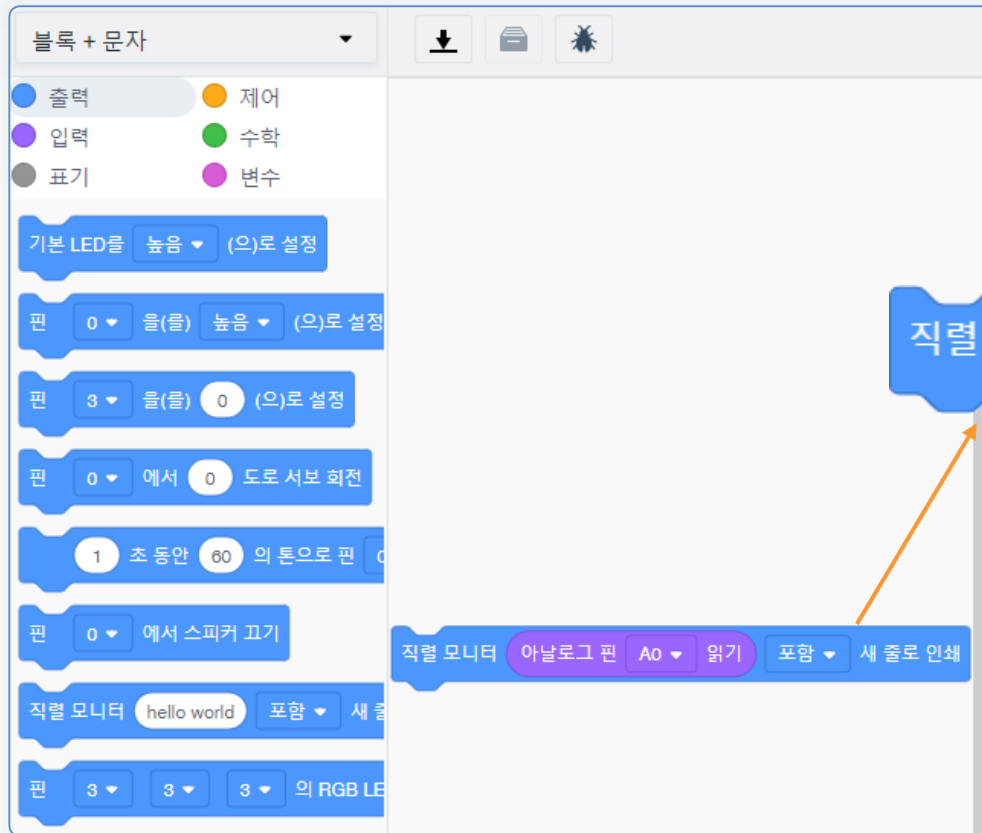 블록 + 문자
출력
제어
입력
수학
표기
변수
기본 LED를 높음 (으)로 설정
핀 0 을(를) 높음 (으)로 설정
핀 3 을(를) 0 (으)로 설정
핀 0 에서 0 도로 서보 회전
1 초 동안 60 의 톤으로 핀
핀 0 에서 스피커 끄기
직렬 모니터 hello world 포함 새 줄
핀 3 3 3 의 RGB LE
직렬
직렬 모니터 아날로그 핀 A0 읽기 포함 새 줄로 인쇄